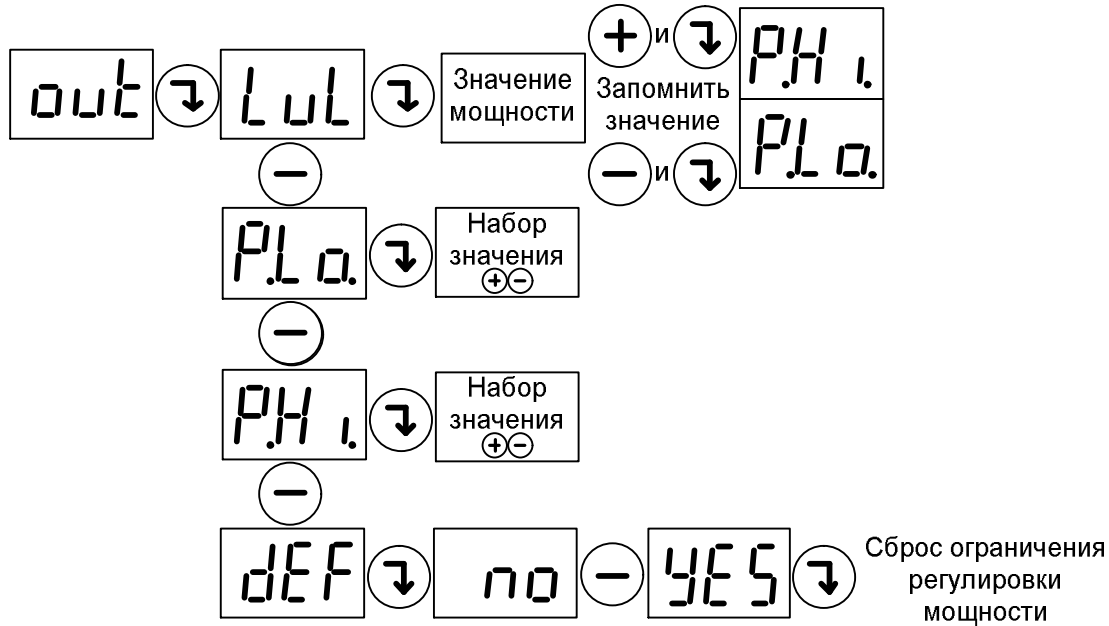 out
LuL
Значение
мощности
+ и
Запомнить
значение
− и
P.Hi.
P.Lo.
−
P.Lo.
Набор
значения
+ −
−
P.Hi.
Набор
значения
+ −
−
dEF
no
−
YES
Сброс ограничения
регулировки
мощности